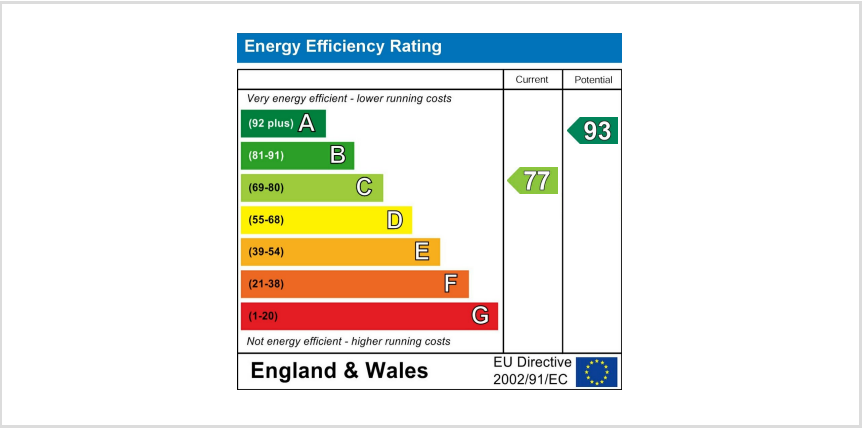 Energy Efficiency Rating
Current Potential
Very energy efficient - lower running costs
(92 plus) A
93
(81-91) B
(69-80) C
77
(55-68) D
(39-54) E
(21-38) F
(1-20) G
Not energy efficient - higher running costs
England & Wales
EU Directive
2002/91/EC